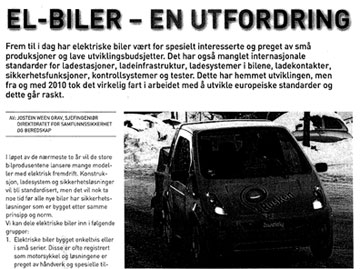 EL-BILER – EN UTFORDRING
Frem til i dag har elektriske biler vært for spesielt interesserte og preget av små
produksjoner og lave utviklingsbudsjetter. Det har også manglet internasjonale
standarder for ladestasjoner, ladeinfrastruktur, ladesystemer i bilene, ladekontakter,
sikkerhetsfunksjoner, kontrollsystemer og tester. Dette har hemmet utviklingen, men
fra og med 2010 tok det virkelig fart i arbeidet med å utvikle europeiske standarder og
dette går raskt.
AV: JOSTEIN WEEN GRAV, SJEFINGENIØR
DIREKTORATET FOR SAMFUNNSSIKKERHET
OG BEREDSKAP
I løpet av de nærmeste to år vil de store
bilprodusentene lansere mange model-
ler med elektrisk fremdrift. Konstruk-
sjon, ladesystem og sikkerhetsløsninger
vil bli standardisert, men det vil nok ta
noe tid før alle nye biler har sikkerhets-
løsninger som er bygget etter samme
prinsipp og norm.
Vi kan dele elektriske biler inn i følgende
grupper:
1. Elektriske biler bygget enkeltvis eller
i små serier. Disse er ofte registrert
som motorsykkel og løsningene er
preget av håndverk og spesielle til-